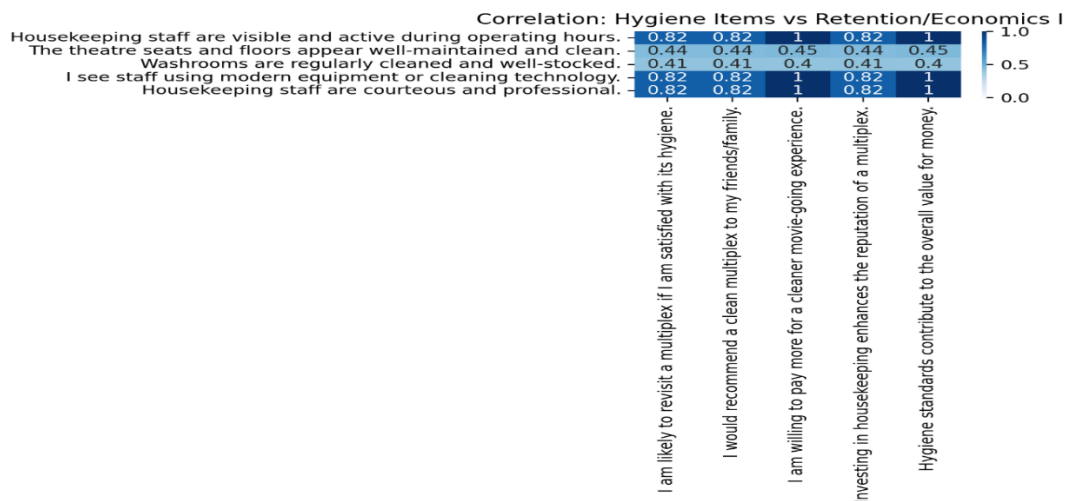 Correlation: Hygiene Items vs Retention/Economics I
Housekeeping staff are visible and active during operating hours.
0.82 0.82 1 0.82 1
The theatre seats and floors appear well-maintained and clean.
0.44 0.44 0.45 0.44 0.45
Washrooms are regularly cleaned and well-stocked.
0.41 0.41 0.4 0.41 0.4
I see staff using modern equipment or cleaning technology.
0.82 0.82 1 0.82 1
Housekeeping staff are courteous and professional.
0.82 0.82 1 0.82 1
1.0
0.5
0.0
I am likely to revisit a multiplex if I am satisfied with its hygiene.
I would recommend a clean multiplex to my friends/family.
I am willing to pay more for a cleaner movie-going experience.
nvesting in housekeeping enhances the reputation of a multiplex.
Hygiene standards contribute to the overall value for money.